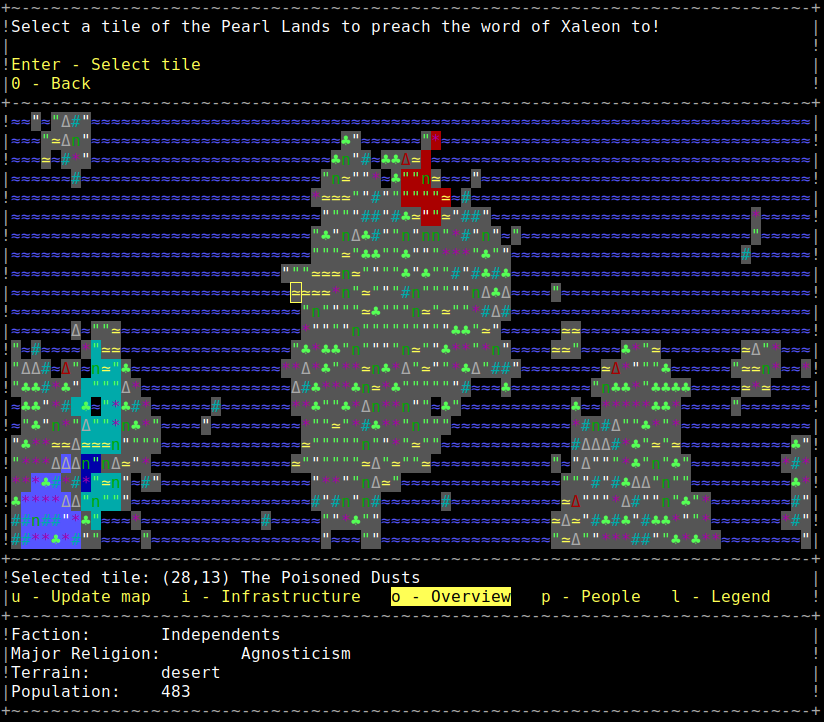 Select a tile of the Pearl Lands to preach the word of Xaleon to!
Enter - Select tile
0 - Back
Selected tile: (28,13) The Poisoned Dusts
u - Update map i - Infrastructure o - Overview p - People l - Legend
Faction: Independents
Major Religion: Agnosticism
Terrain: desert
Population: 483